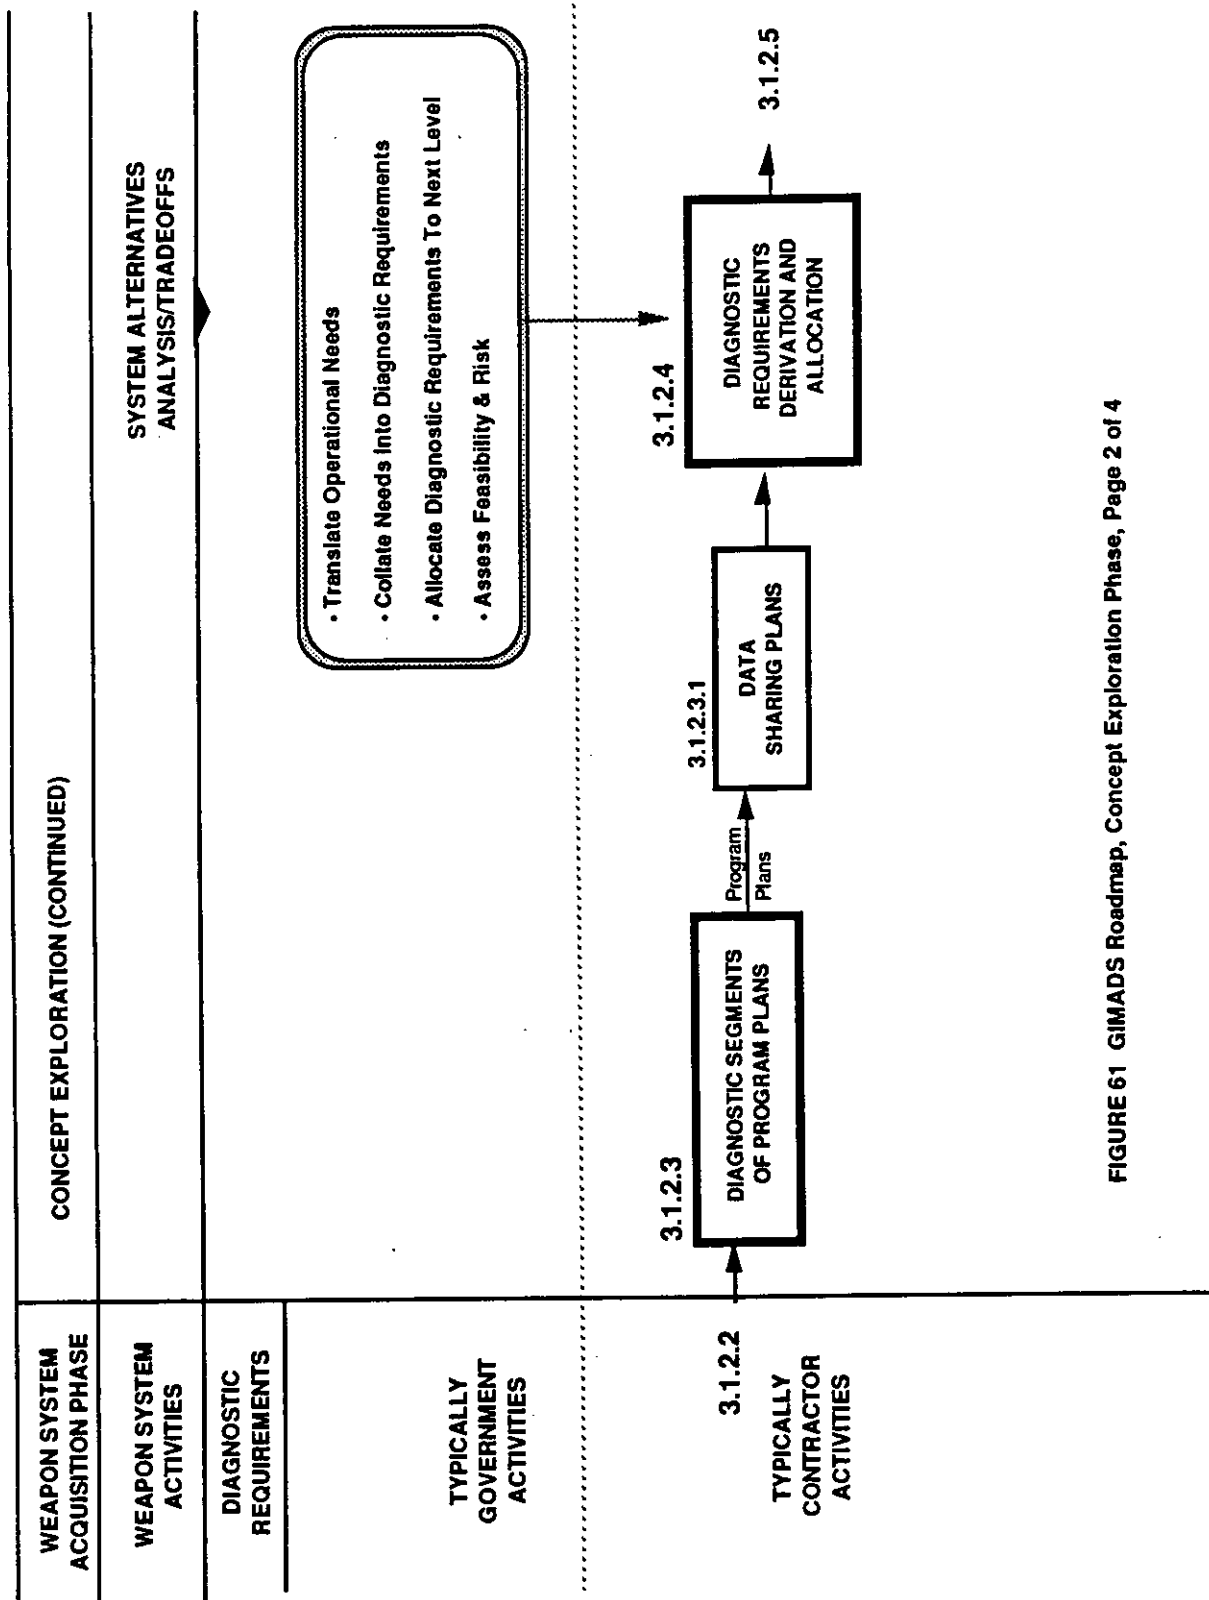 WEAPON SYSTEM
ACQUISITION PHASE
CONCEPT EXPLORATION (CONTINUED)
WEAPON SYSTEM
ACTIVITIES
SYSTEM ALTERNATIVES
ANALYSIS/TRADEOFFS
DIAGNOSTIC
REQUIREMENTS
TYPICALLY
GOVERNMENT
ACTIVITIES
• Translate Operational Needs
• Collate Needs Into Diagnostic Requirements
• Allocate Diagnostic Requirements To Next Level
• Assess Feasibility & Risk
TYPICALLY
CONTRACTOR
ACTIVITIES
3.1.2.2
3.1.2.3
DIAGNOSTIC SEGMENTS
OF PROGRAM PLANS
Program
Plans
3.1.2.3.1
DATA
SHARING PLANS
3.1.2.4
DIAGNOSTIC
REQUIREMENTS
DERIVATION AND
ALLOCATION
3.1.2.5
FIGURE 61 GIMADS Roadmap, Concept Exploration Phase, Page 2 of 4